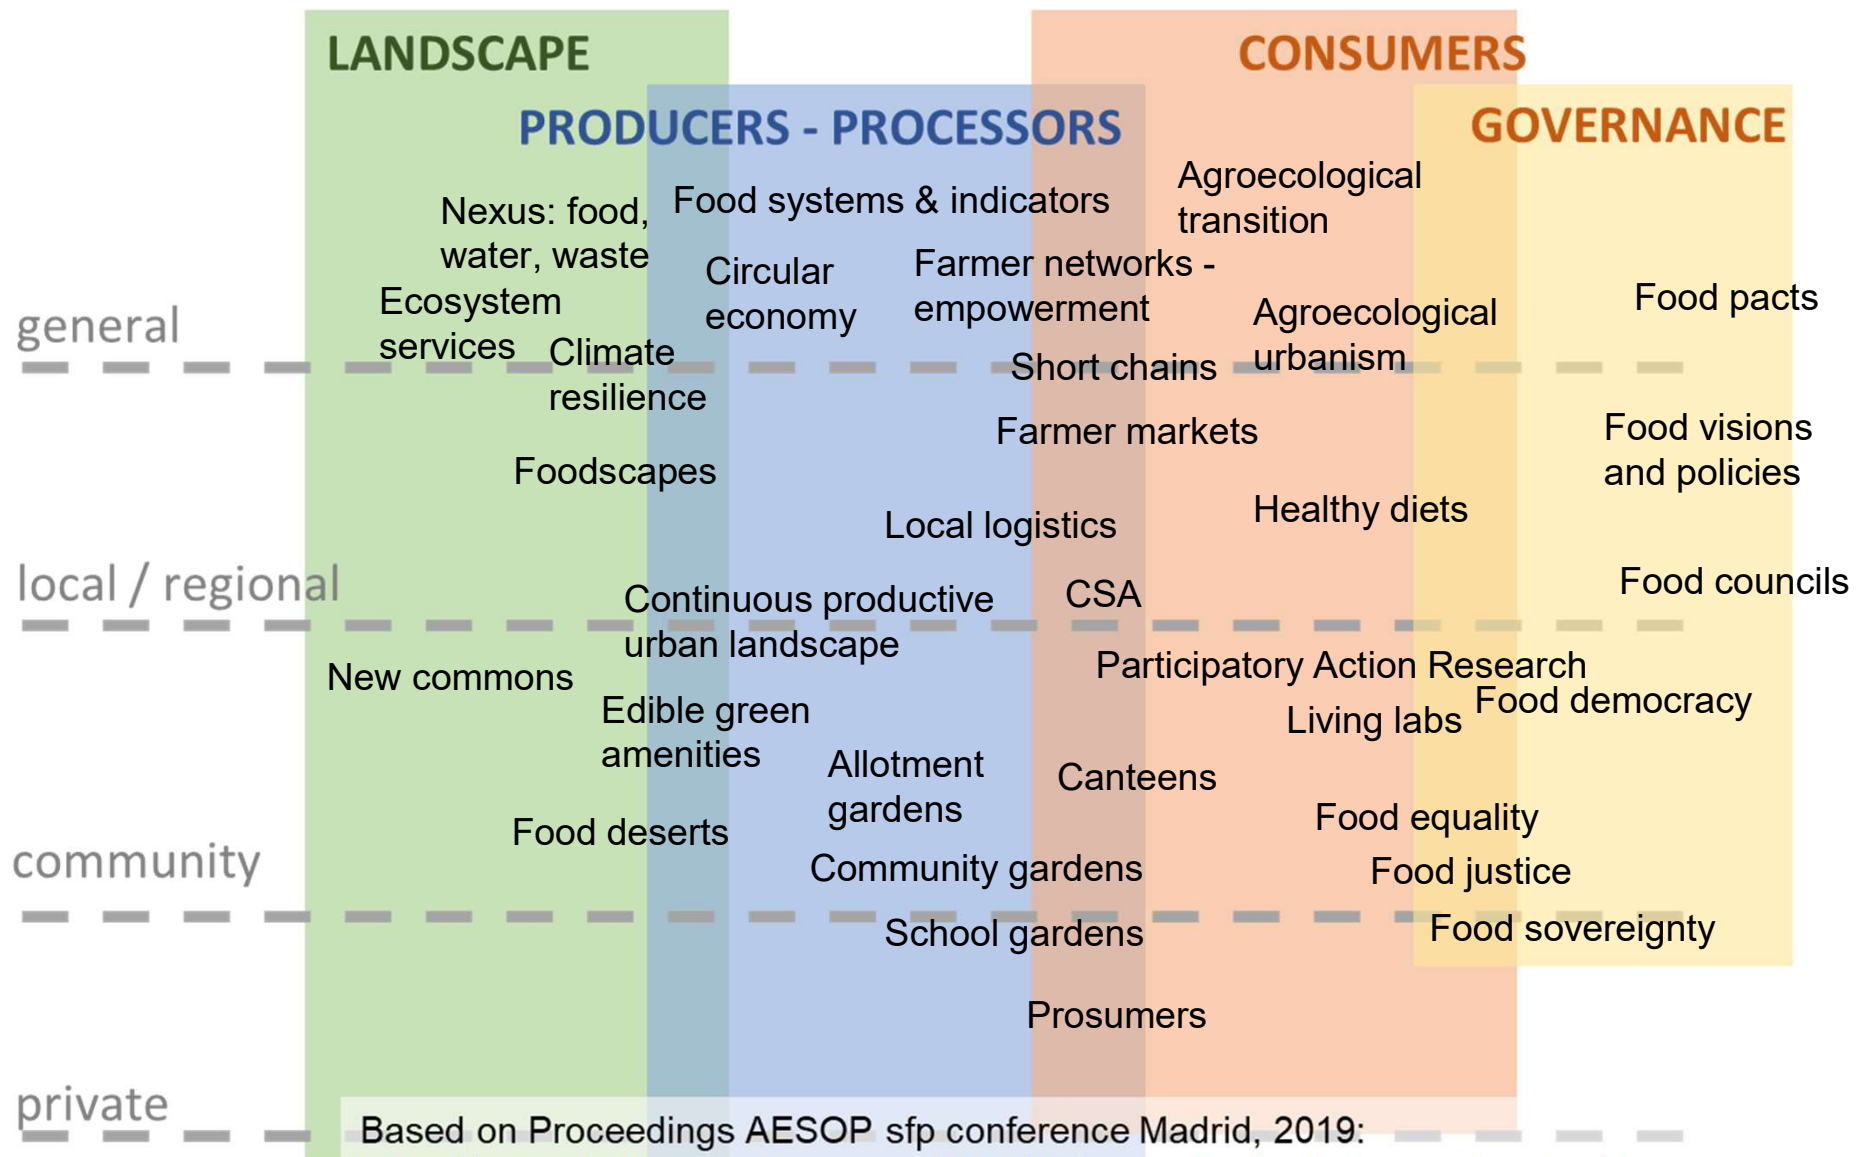 LANDSCAPE
CONSUMERS
PRODUCERS - PROCESSORS
GOVERNANCE
Nexus: food,
water, waste
Food systems & indicators
Agroecological
transition
Ecosystem
services
Circular
economy
Farmer networks -
empowerment
Agroecological
urbanism
Food pacts
general
Climate
resilience
Short chains
Farmer markets
Food visions
and policies
Foodscapes
Healthy diets
Local logistics
local / regional
Continuous productive
urban landscape
CSA
Food councils
New commons
Participatory Action Research
Food democracy
Edible green
amenities
Living labs
Allotment
gardens
Canteens
Food deserts
Food equality
community
Community gardens
Food justice
School gardens
Food sovereignty
Prosumers
private
Based on Proceedings AESOP sfp conference Madrid, 2019: